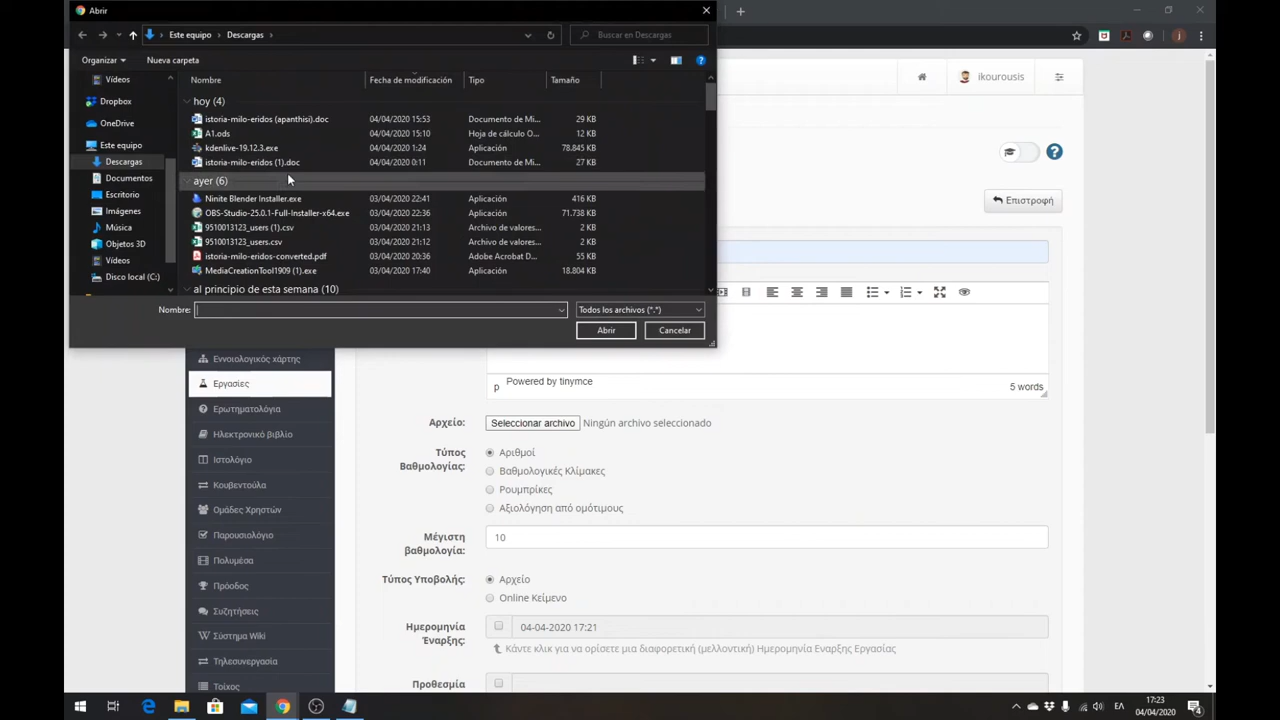 Abrir
Este equipo
Descargas
Buscar en Descargas
Organizar
Nueva carpeta
Vídeos
Dropbox
OneDrive
Este equipo
Descargas
Documentos
Escritorio
Imágenes
Música
Objetos 3D
Vídeos
Disco local (C:)
Nombre
Fecha de modificación
Tipo
Tamaño
hoy (4)
istoria-milo-eridos (apanthisi).doc 04/04/2020 15:53 Documento de Mi... 29 KB
A1.ods 04/04/2020 15:10 Hoja de cálculo O... 12 KB
kdenlive-19.12.3.exe 04/04/2020 1:24 Aplicación 78.845 KB
istoria-milo-eridos (1).doc 04/04/2020 0:11 Documento de Mi... 27 KB
ayer (6)
Ninite Blender Installer.exe 03/04/2020 22:41 Aplicación 416 KB
OBS-Studio-25.0.1-Full-Installer-x64.exe 03/04/2020 22:36 Aplicación 71.738 KB
9510013123_users (1).csv 03/04/2020 21:13 Archivo de valores... 2 KB
9510013123_users.csv 03/04/2020 21:12 Archivo de valores... 2 KB
istoria-milo-eridos-converted.pdf 03/04/2020 20:36 Adobe Acrobat D... 55 KB
MediaCreationTool1909 (1).exe 03/04/2020 17:40 Aplicación 18.804 KB
al principio de esta semana (10)
Nombre:
Todos los archivos (*.*)
Abrir
Cancelar
j
ikourousis
Επιστροφή
p
Powered by tinymce
5 words
Εννοιολογικός χάρτης
Εργασίες
Ερωτηματολόγια
Ηλεκτρονικό βιβλίο
Ιστολόγιο
Κουβεντούλα
Ομάδες Χρηστών
Παρουσιολόγιο
Πολυμέσα
Πρόοδος
Συζητήσεις
Σύστημα Wiki
Τηλεσυνεργασία
Τοίχος
Αρχείο:
Seleccionar archivo Ningún archivo seleccionado
Τύπος Βαθμολογίας:
Αριθμοί
Βαθμολογικές Κλίμακες
Ρουμπρίκες
Αξιολόγηση από ομότιμους
Μέγιστη βαθμολογία:
10
Τύπος Υποβολής:
Αρχείο
Online Κείμενο
Ημερομηνία Έναρξης:
04-04-2020 17:21
Κάντε κλικ για να ορίσετε μια διαφορετική (μελλοντική) Ημερομηνία Εναρξης Εργασίας
Προθεσμία
ΕΛ
17:23
04/04/2020
4